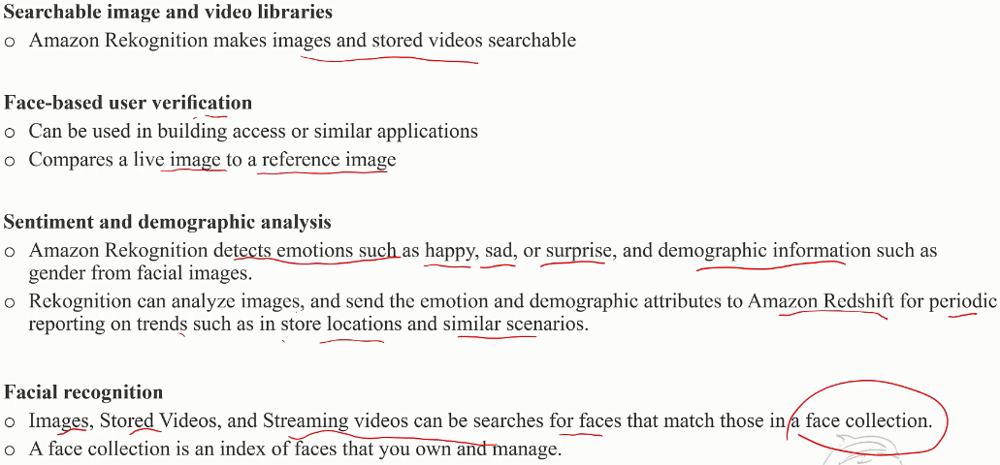 Searchable image and video libraries
o Amazon Rekognition makes images and stored videos searchable
Face-based user verification
o Can be used in building access or similar applications
o Compares a live image to a reference image
Sentiment and demographic analysis
o Amazon Rekognition detects emotions such as happy, sad, or surprise, and demographic information such as
gender from facial images.
o Rekognition can analyze images, and send the emotion and demographic attributes to Amazon Redshift for periodic
reporting on trends such as in store locations and similar scenarios.
Facial recognition
o Images, Stored Videos, and Streaming videos can be searches for faces that match those in a face collection.
o A face collection is an index of faces that you own and manage.